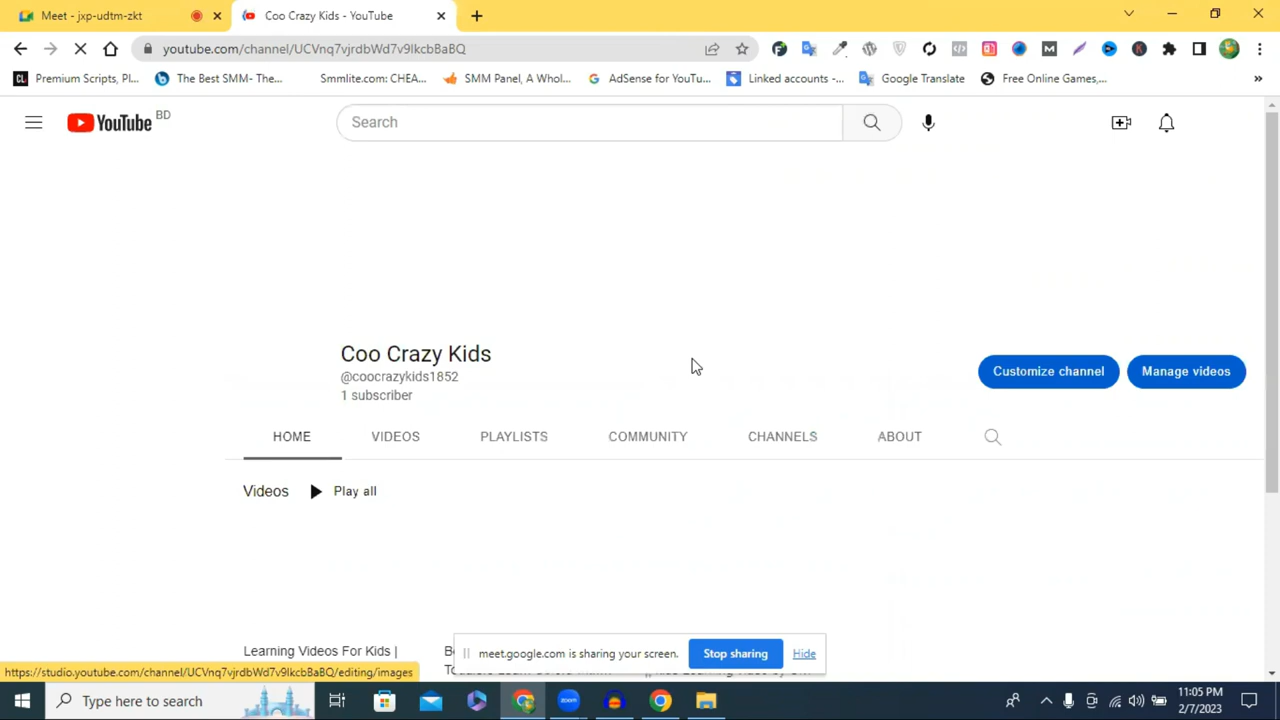 Meet - jxp-udtm-zkt
Coo Crazy Kids - YouTube
youtube.com/channel/UCVnq7vjrdbWd7v9lkcbBaBQ
Premium Scripts, Pl...
The Best SMM- The...
Smmlite.com: CHEA...
SMM Panel, A Whol...
AdSense for YouTu...
Linked accounts -...
Google Translate
Free Online Games,...
YouTube BD
Search
Coo Crazy Kids
@coocrazykids1852
1 subscriber
Customize channel
Manage videos
HOME
VIDEOS
PLAYLISTS
COMMUNITY
CHANNELS
ABOUT
Videos
Play all
Learning Videos For Kids |
meet.google.com is sharing your screen.
Stop sharing
Hide
https://studio.youtube.com/channel/UCVnq7vjrdbWd7v9lkcbBaBQ/editing/images
Type here to search
11:05 PM
2/7/2023